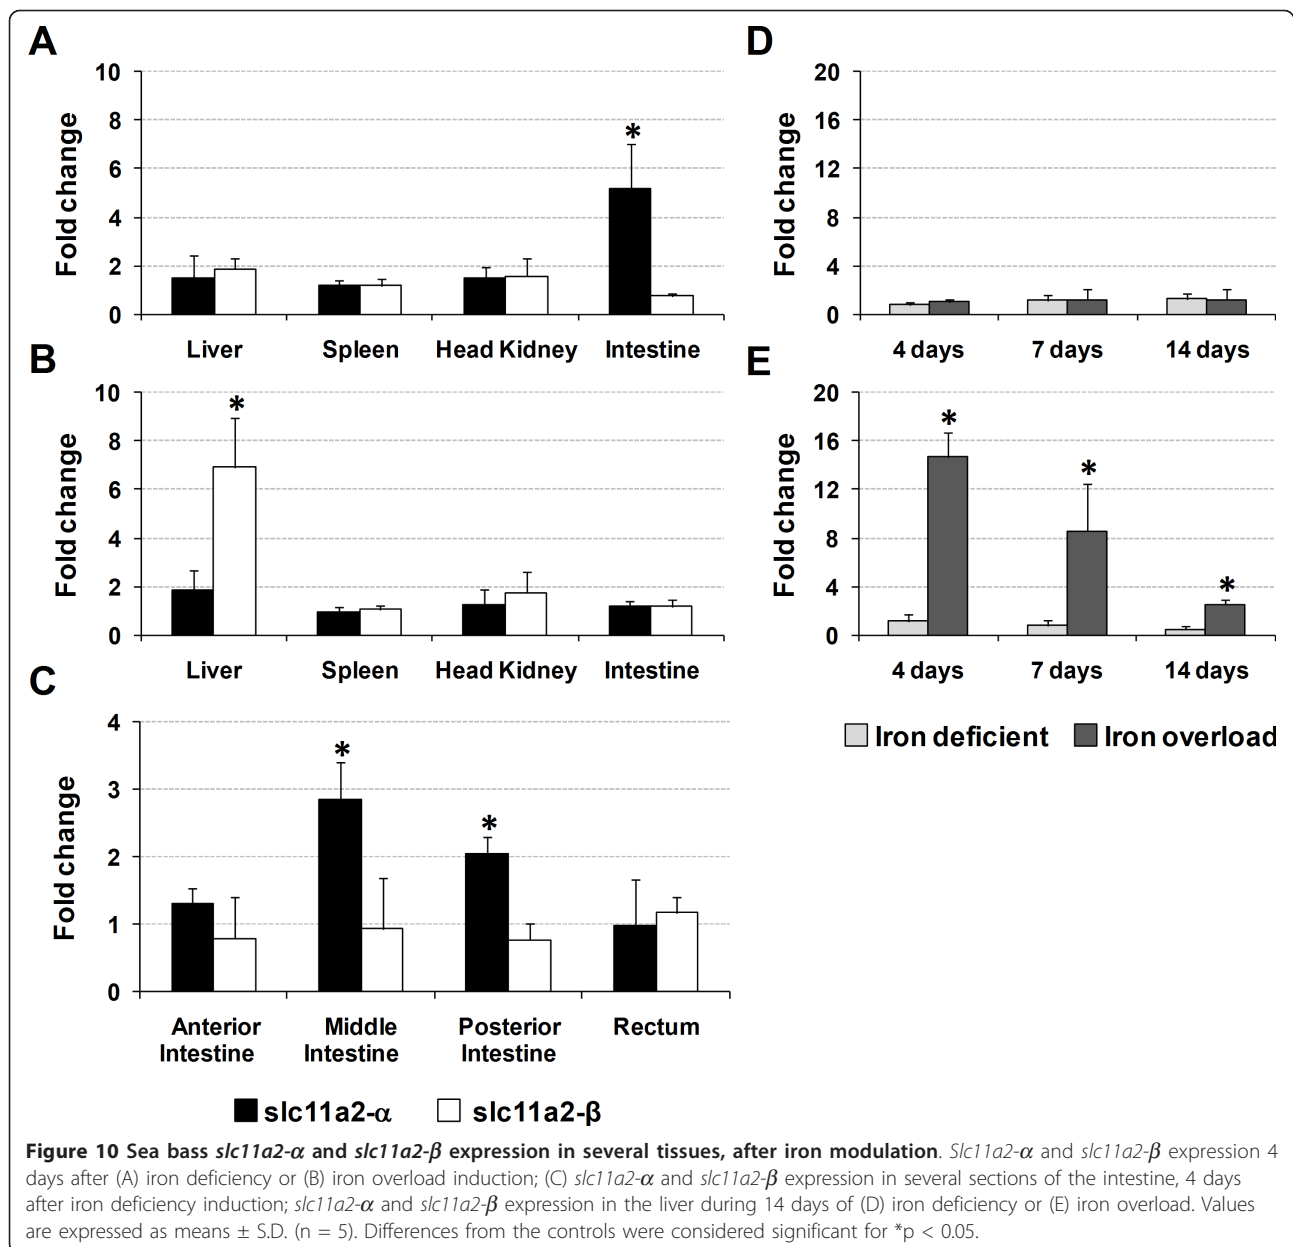 A
10
8
6
4
2
0
Fold change
*
Liver Spleen Head Kidney Intestine
B
10
8
6
4
2
0
Fold change
*
Liver Spleen Head Kidney Intestine
C
4
3
2
1
0
Fold change
*
*
Anterior Intestine Middle Intestine Posterior Intestine Rectum
slc11a2-α slc11a2-β
D
20
16
12
8
4
0
Fold change
4 days 7 days 14 days
E
20
16
12
8
4
0
Fold change
*
*
*
4 days 7 days 14 days
Iron deficient Iron overload
Figure 10 Sea bass slc11a2-α and slc11a2-β expression in several tissues, after iron modulation. Slc11a2-α and slc11a2-β expression 4
days after (A) iron deficiency or (B) iron overload induction; (C) slc11a2-α and slc11a2-β expression in several sections of the intestine, 4 days
after iron deficiency induction; slc11a2-α and slc11a2-β expression in the liver during 14 days of (D) iron deficiency or (E) iron overload. Values
are expressed as means ± S.D. (n = 5). Differences from the controls were considered significant for *p < 0.05.